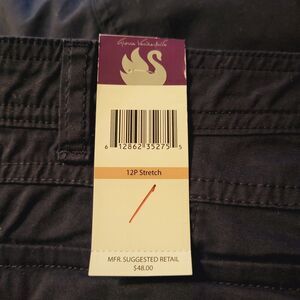 Gloria Vanderbilt
6 12862 35275 5
12P Stretch
MFR. SUGGESTED RETAIL
$48.00